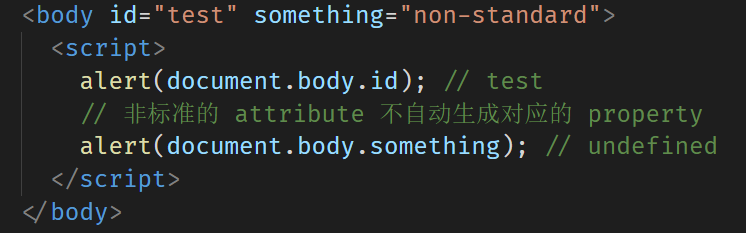 <body id="test" something="non-standard">
<script>
alert(document.body.id); // test
// 非标准的 attribute 不自动生成对应的 property
alert(document.body.something); // undefined
</script>
</body>